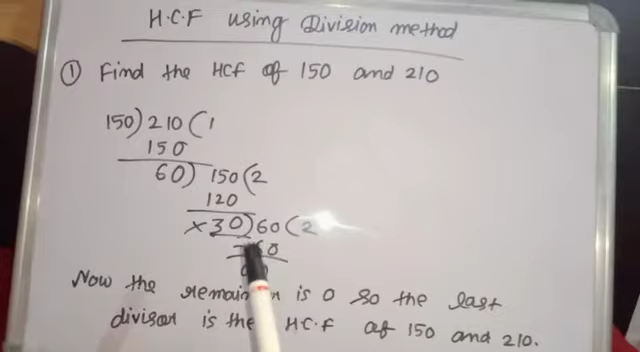 H.C.F using Division method
① Find the HCF of 150 and 210
150)210(1
150
60)150(2
120
×30)60(2
60
Now the is 0 so the last
divisor is the H.C.F of 150 and 210.